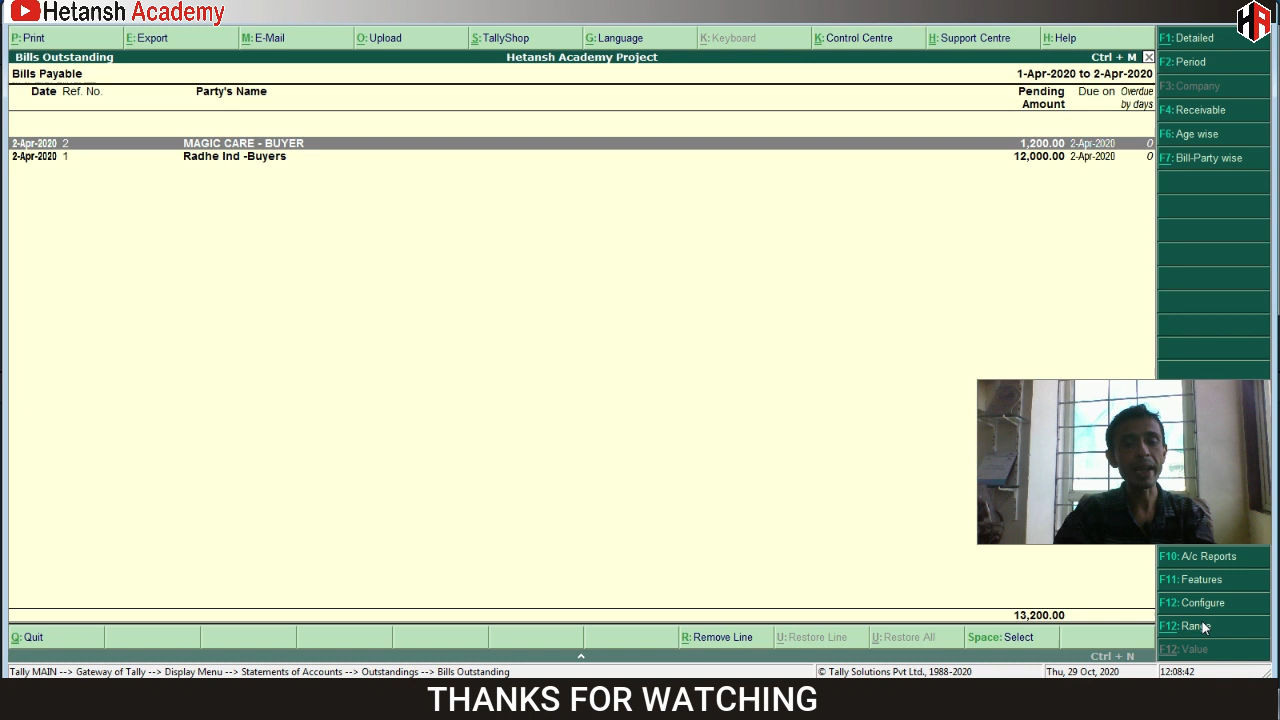 Hetansh Academy
P: Print E: Export M: E-Mail O: Upload S: TallyShop G: Language K: Keyboard K: Control Centre H: Support Centre H: Help
Bills Outstanding Hetansh Academy Project Ctrl + M
Bills Payable 1-Apr-2020 to 2-Apr-2020
Date Ref. No. Party's Name Pending Due on Overdue
Amount by days
2-Apr-2020 2 MAGIC CARE - BUYER 1,200.00 2-Apr-2020 0
2-Apr-2020 1 Radhe Ind -Buyers 12,000.00 2-Apr-2020 0
13,200.00
Q: Quit R: Remove Line U: Restore Line U: Restore All Space: Select
Ctrl + N
Tally MAIN --> Gateway of Tally --> Display Menu --> Statements of Accounts --> Outstandings --> Bills Outstanding © Tally Solutions Pvt Ltd., 1988-2020 Thu, 29 Oct, 2020 12:08:42
F1: Detailed
F2: Period
F3: Company
F4: Receivable
F6: Age wise
F7: Bill-Party wise
F10: A/c Reports
F11: Features
F12: Configure
F12: Range
F12: Value
THANKS FOR WATCHING